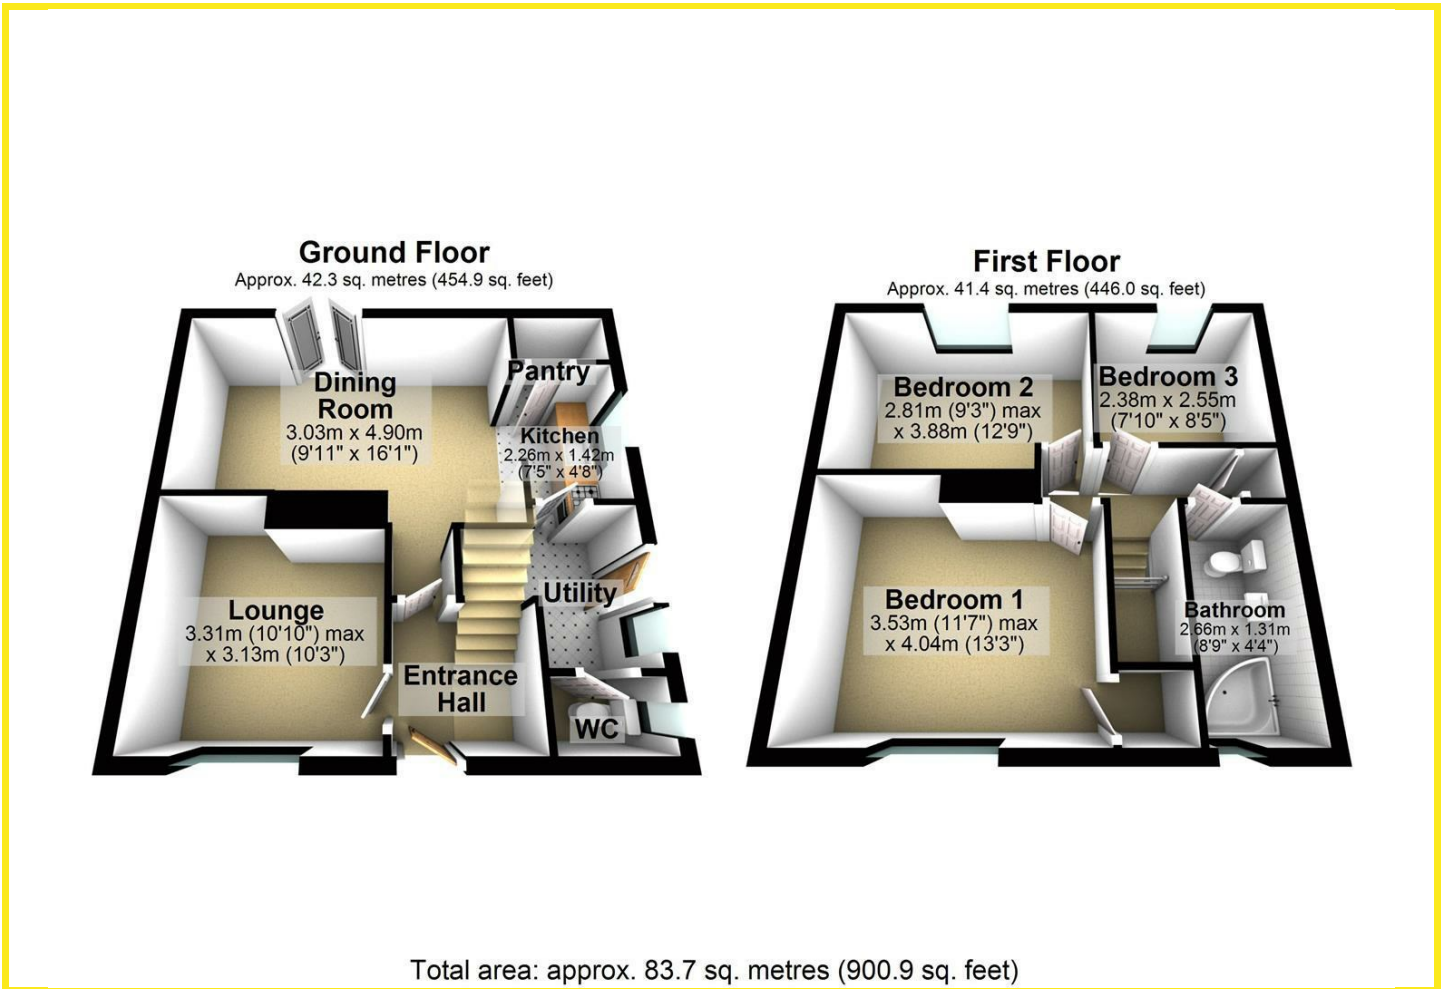 Ground Floor
Approx. 42.3 sq. metres (454.9 sq. feet)
Dining
Room
3.03m x 4.90m
(9'11" x 16'1")
Pantry
Kitchen
2.26m x 1.42m
(7'5" x 4'8")
Lounge
3.31m (10'10") max
x 3.13m (10'3")
Utility
Entrance
Hall
WC
First Floor
Approx. 41.4 sq. metres (446.0 sq. feet)
Bedroom 2
2.81m (9'3") max
x 3.88m (12'9")
Bedroom 3
2.38m x 2.55m
(7'10" x 8'5")
Bedroom 1
3.53m (11'7") max
x 4.04m (13'3")
Bathroom
2.66m x 1.31m
(8'9" x 4'4")
Total area: approx. 83.7 sq. metres (900.9 sq. feet)